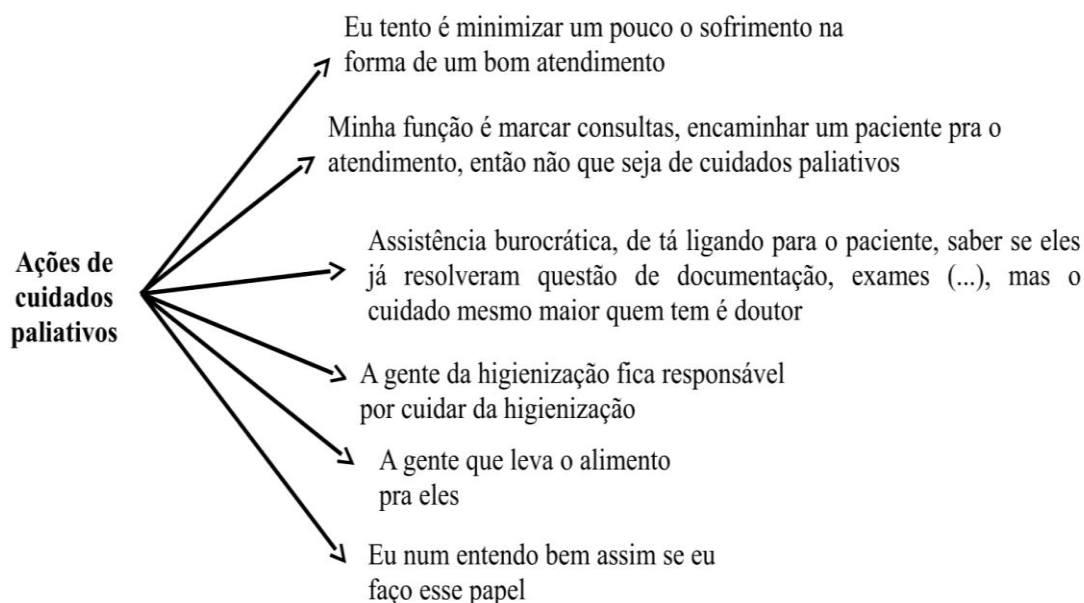 Eu tento é minimizar um pouco o sofrimento na
forma de um bom atendimento
Minha função é marcar consultas, encaminhar um paciente pra o
atendimento, então não que seja de cuidados paliativos
Assistência burocrática, de tá ligando para o paciente, saber se eles
já resolveram questão de documentação, exames (...), mas o
cuidado mesmo maior quem tem é doutor
Ações de
cuidados
paliativos
A gente da higienização fica responsável
por cuidar da higienização
A gente que leva o alimento
pra eles
Eu num entendo bem assim se eu
faço esse papel